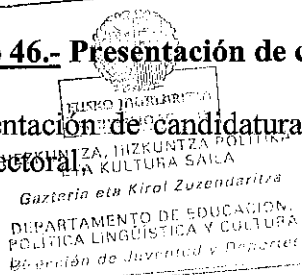 46.- Presentación de c
EUSKO JAURLARITZA
entación de candidatura
HEZKUNTZA, HIZKUNTZA POLITIKA
ectoral.
ETA KULTURA SAILA
Gazteria eta Kirol Zuzendaritza
DEPARTAMENTO DE EDUCACIÓN,
POLÍTICA LINGÜÍSTICA Y CULTURA
Dirección de Juventud y Deportes